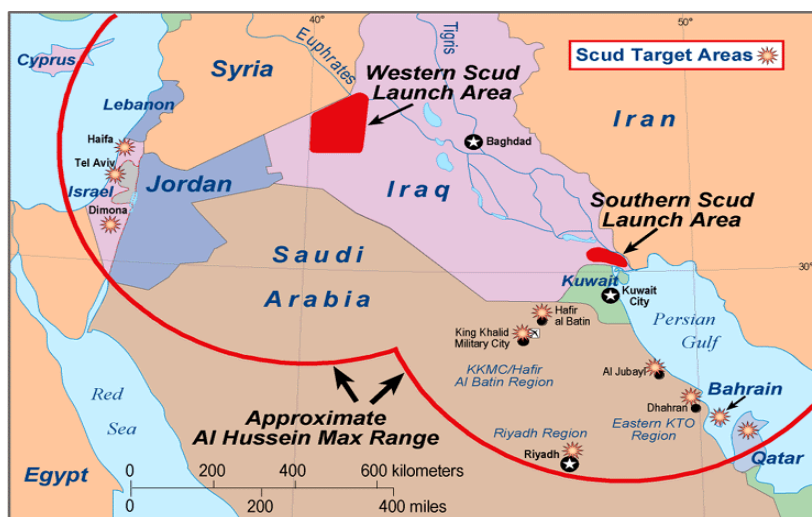 40°
50°
Scud Target Areas
Cyprus
Syria
Euphrates
Tigris
Western Scud
Launch Area
Lebanon
Iran
Haifa
Baghdad
Tel Aviv
Israel
Jordan
Iraq
Dimona
Southern Scud
Launch Area
Saudi
Arabia
30°
Kuwait
Kuwait
City
Hafir
al Batin
Persian
Gulf
King Khalid
Military City
KKMC/Hafir
Al Batin Region
Al Jubayl
Bahrain
Dhahran
Red
Sea
Approximate
Al Hussein Max Range
Eastern KTO
Region
Riyadh Region
Riyadh
Qatar
Egypt
0 200 400 600 kilometers
0 200 400 miles